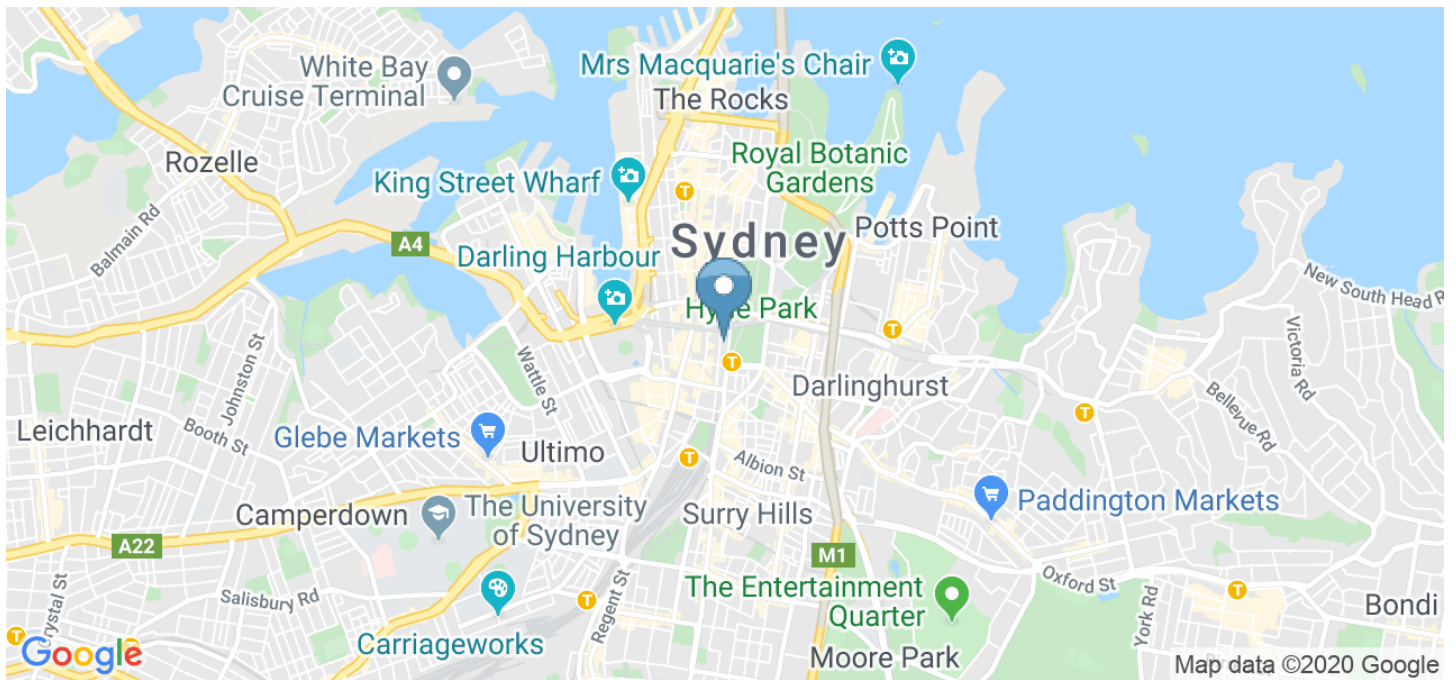 White Bay
Cruise Terminal
Mrs Macquarie's Chair
The Rocks
Rozelle
King Street Wharf
T
Royal Botanic
Gardens
Balmain Rd
A4
Sydney
Potts Point
Darling Harbour
New South Head R
Hyde Park
T
Victoria Rd
Johnston St
Wattle St
T
Darlinghurst
Bellevue Rd
T
Leichhardt
Booth St
Glebe Markets
Ultimo
T
Albion St
Paddington Markets
Camperdown
The University
of Sydney
Surry Hills
A22
M1
Oxford St
The Entertainment
Quarter
Salisbury Rd
Regent St
T
T
York Rd
Bondi
Crystal St
T
T
Carriageworks
Moore Park
Google
Map data ©2020 Google